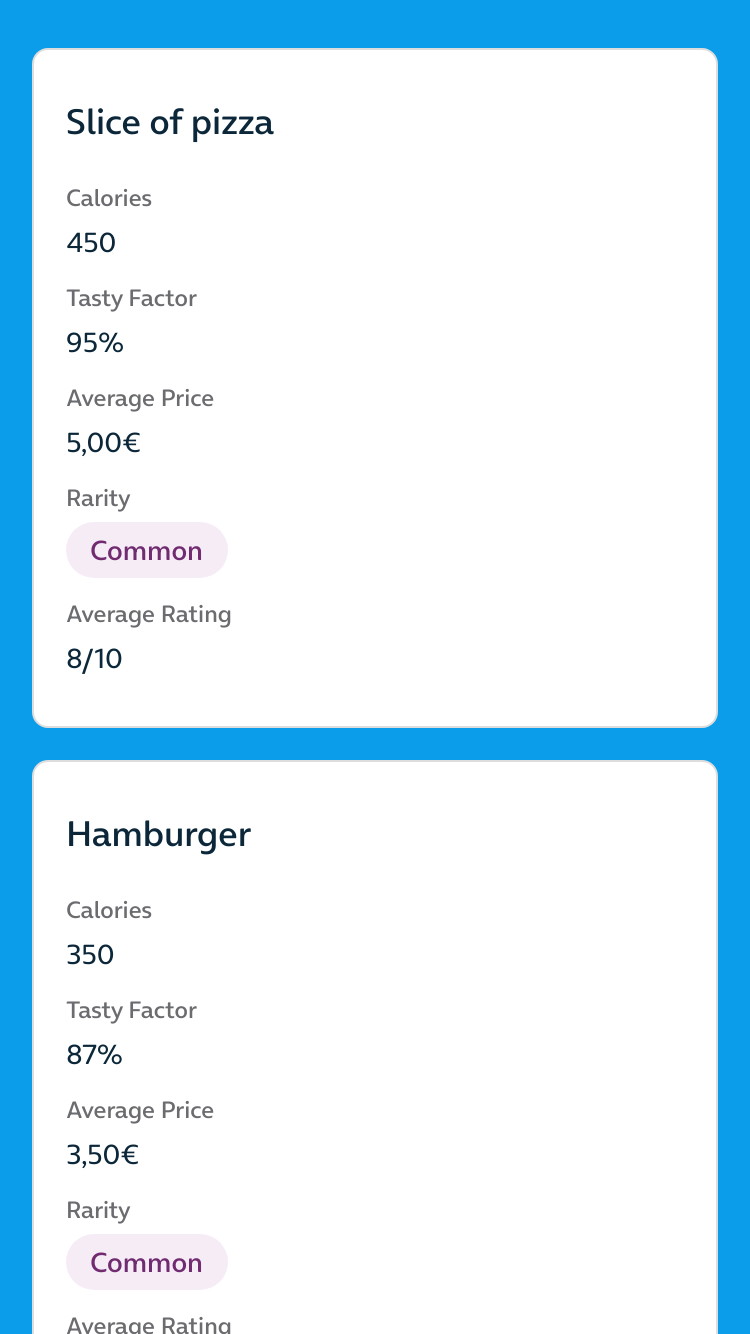 Slice of pizza
Calories
450
Tasty Factor
95%
Average Price
5,00€
Rarity
Common
Average Rating
8/10
Hamburger
Calories
350
Tasty Factor
87%
Average Price
3,50€
Rarity
Common
Average Rating